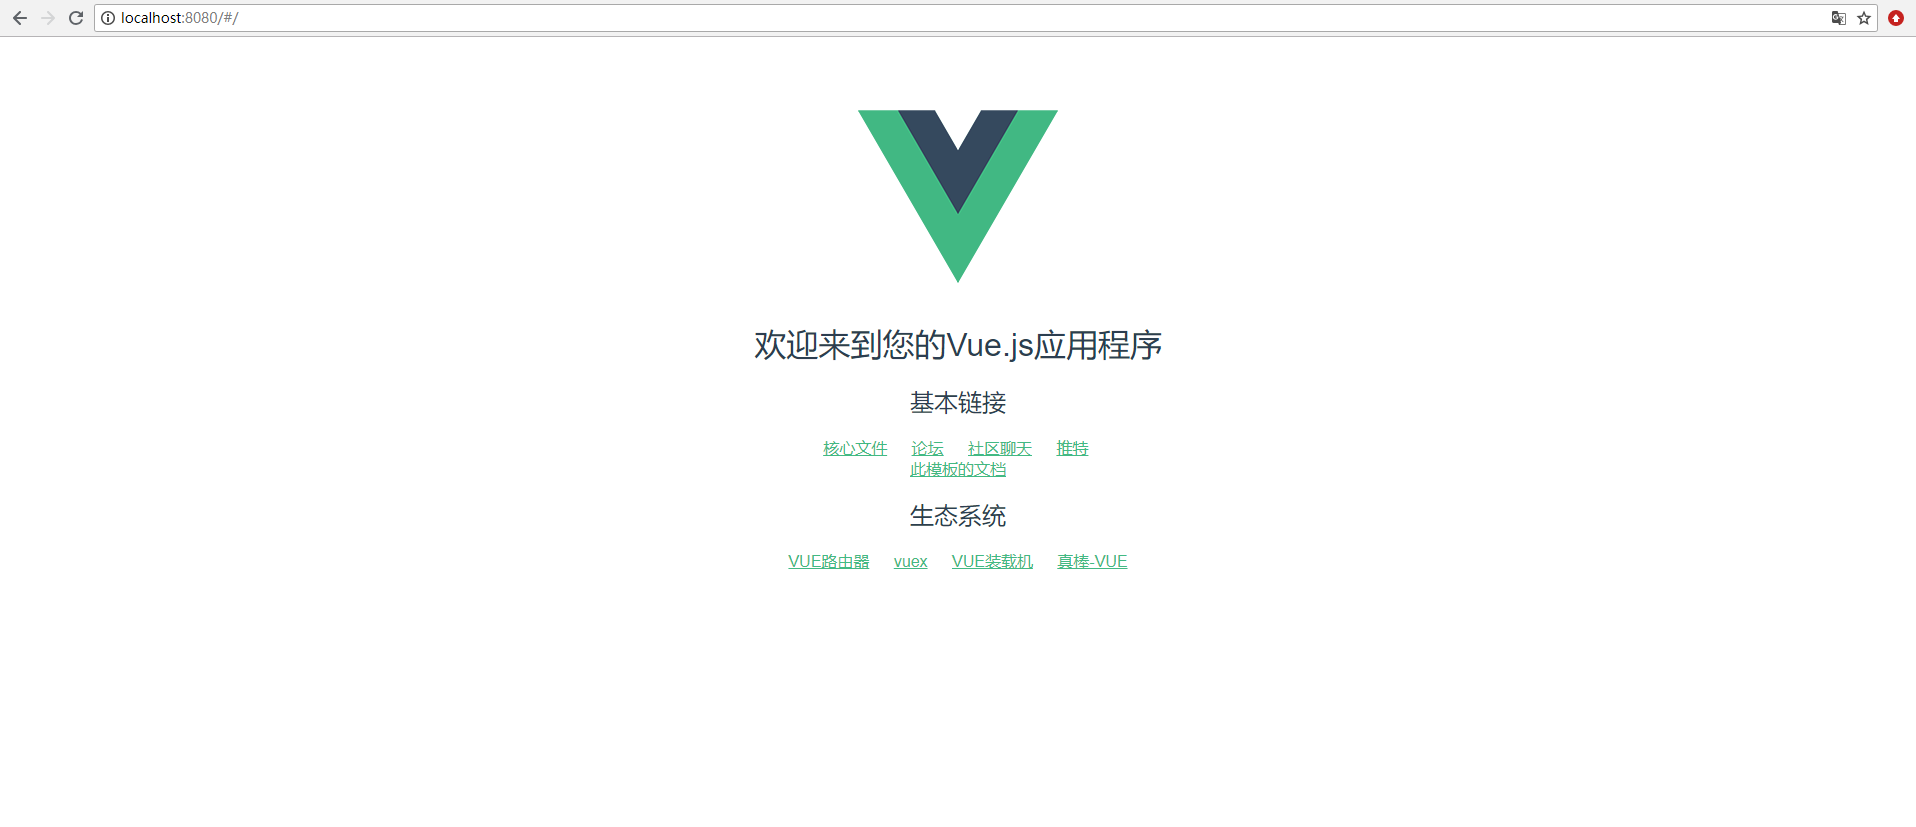 localhost:8080/#/
欢迎来到您的Vue.js应用程序
基本链接
核心文件 论坛 社区聊天 推特
此模板的文档
生态系统
VUE路由器 vuex VUE装载机 真棒-VUE